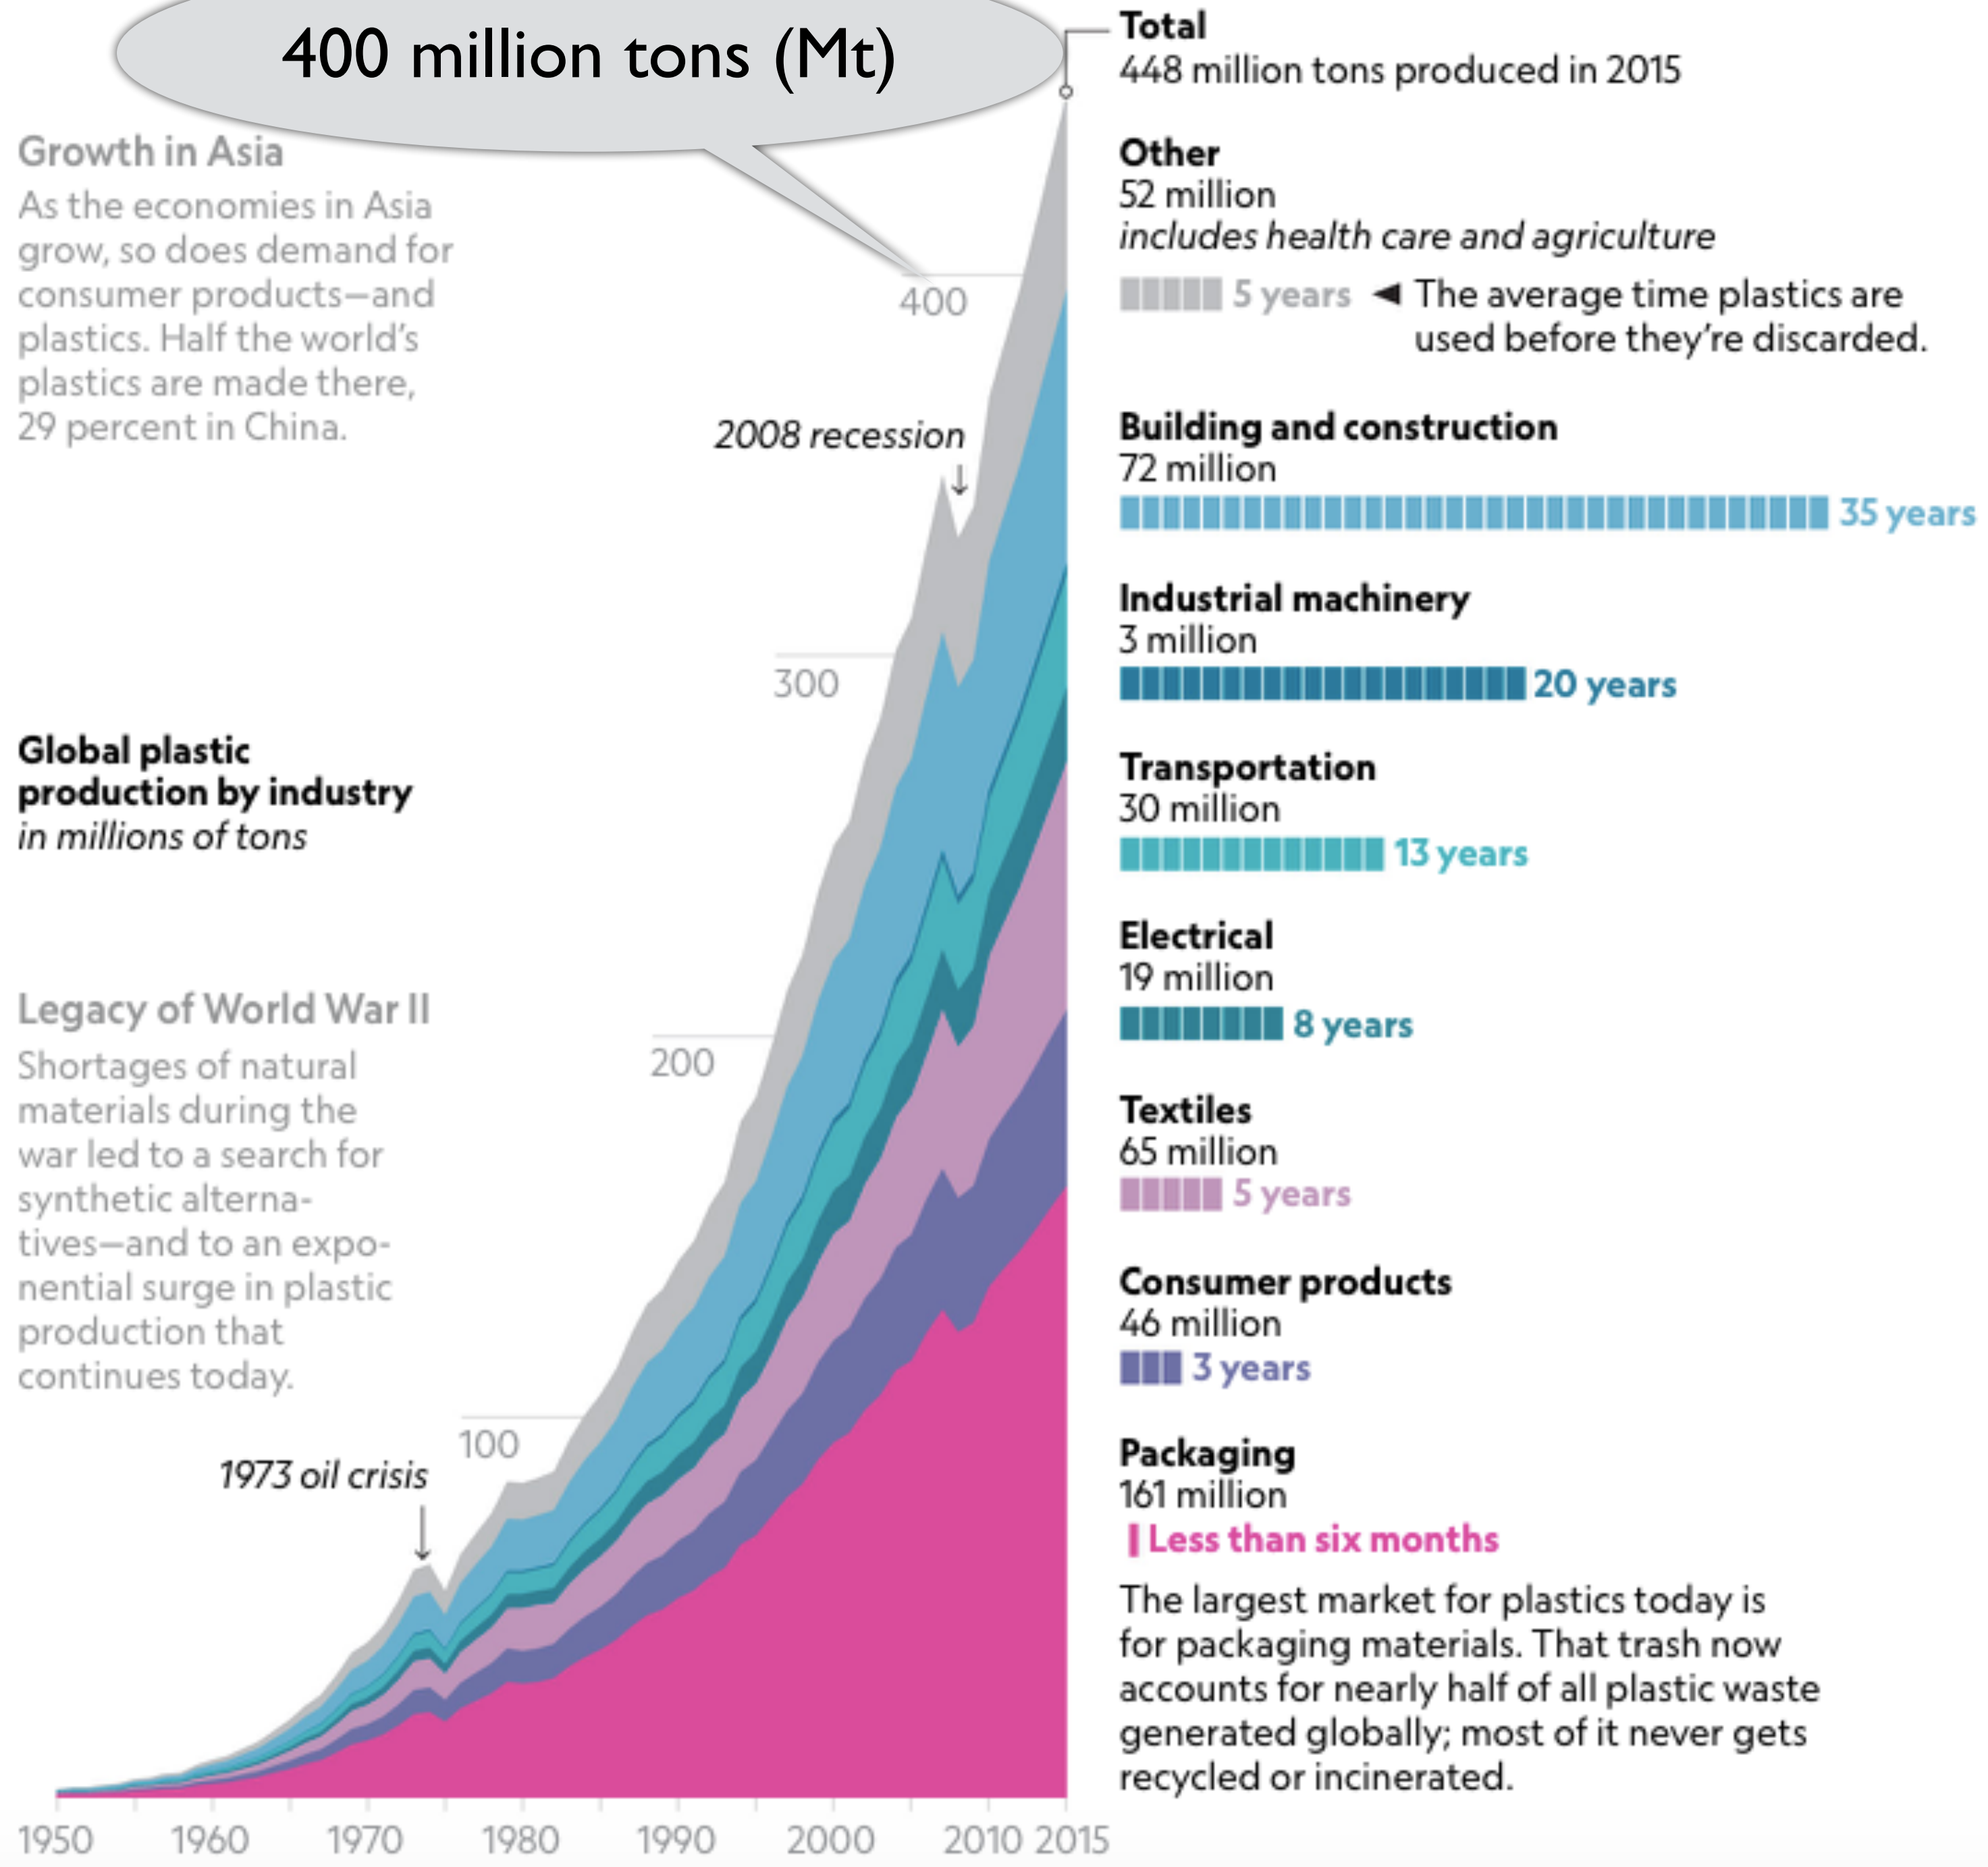 400 million tons (Mt)
Growth in Asia
As the economies in Asia
grow, so does demand for
consumer products—and
plastics. Half the world's
plastics are made there,
29 percent in China.
Global plastic
production by industry
in millions of tons
Legacy of World War II
Shortages of natural
materials during the
war led to a search for
synthetic alterna-
tives—and to an expo-
nential surge in plastic
production that
continues today.
1973 oil crisis
2008 recession
400
300
200
100
1950 1960 1970 1980 1990 2000 2010 2015
Total
448 million tons produced in 2015
Other
52 million
includes health care and agriculture
5 years ◄ The average time plastics are
used before they're discarded.
Building and construction
72 million
35 years
Industrial machinery
3 million
20 years
Transportation
30 million
13 years
Electrical
19 million
8 years
Textiles
65 million
5 years
Consumer products
46 million
3 years
Packaging
161 million
Less than six months
The largest market for plastics today is
for packaging materials. That trash now
accounts for nearly half of all plastic waste
generated globally; most of it never gets
recycled or incinerated.